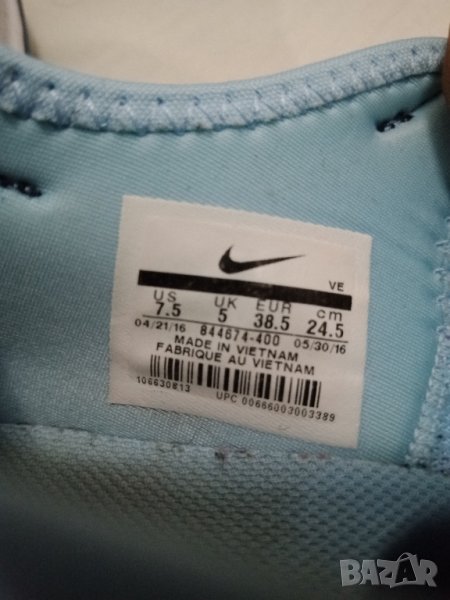 VE
US UK EUR cm
7.5 5 38.5 24.5
04/21/16 844674-400 05/30/16
MADE IN VIETNAM
FABRIQUE AU VIETNAM
106630813
UPC 00666003003389
BAZAR